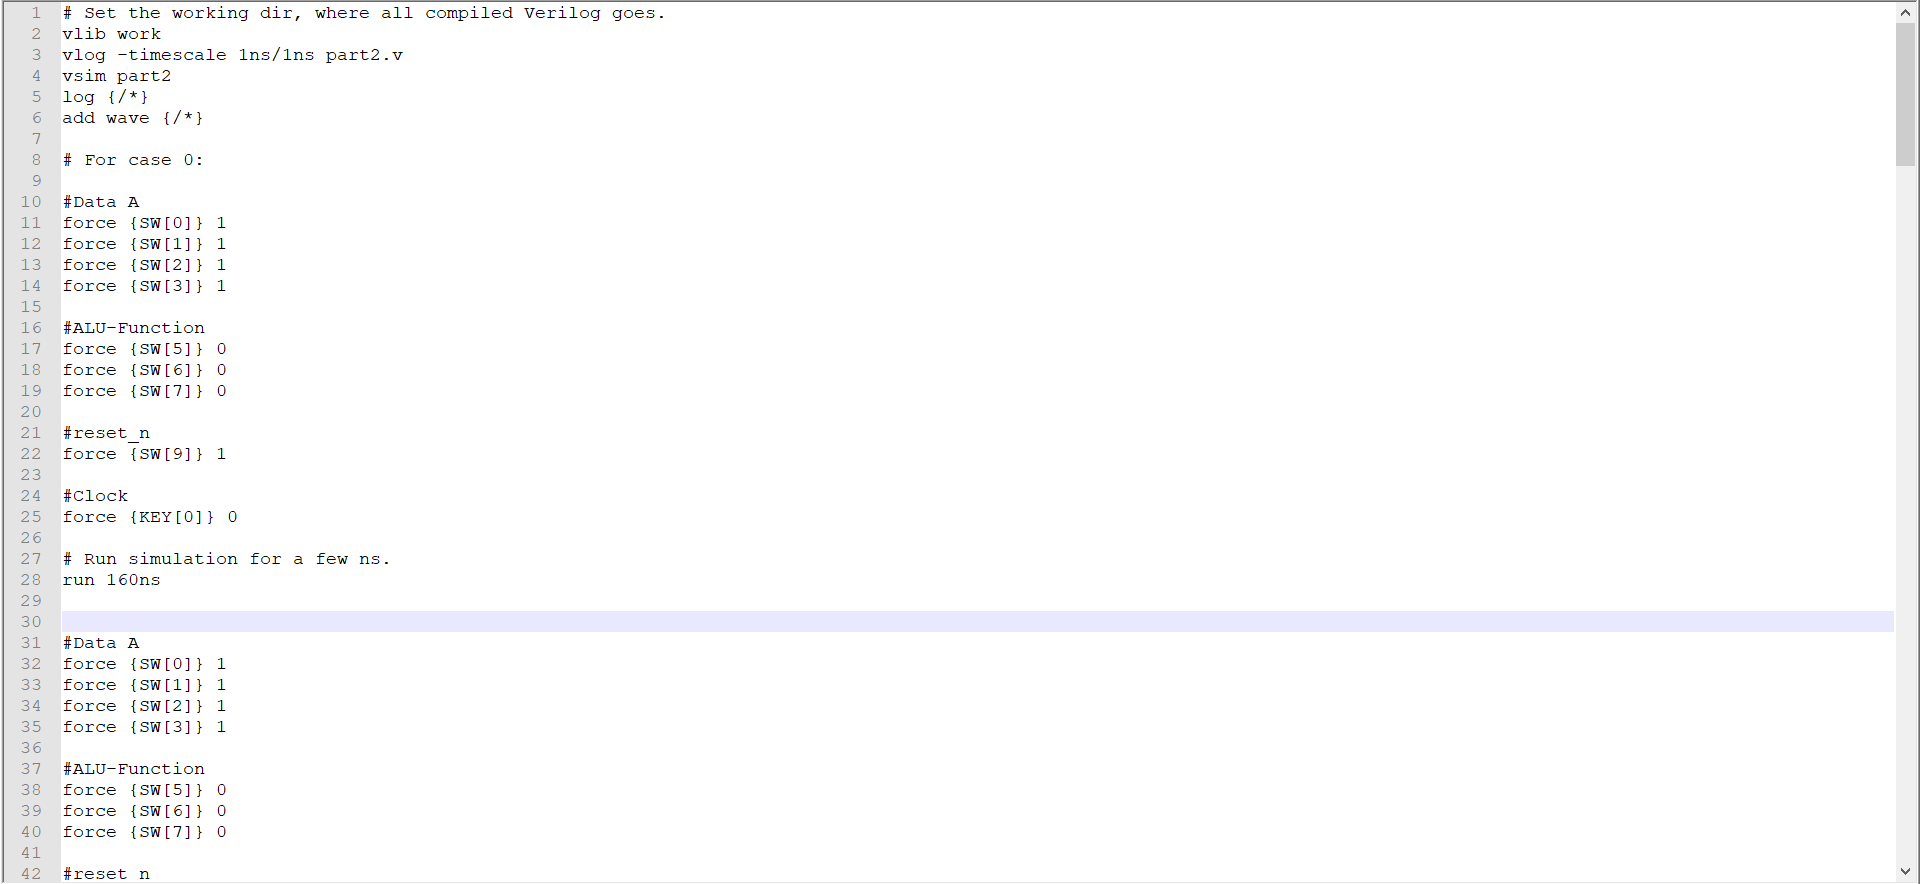 1 # Set the working dir, where all compiled Verilog goes.
2 vlib work
3 vlog -timescale 1ns/1ns part2.v
4 vsim part2
5 log {/*}
6 add wave {/*}
7
8 # For case 0:
9
10 #Data A
11 force {SW[0]} 1
12 force {SW[1]} 1
13 force {SW[2]} 1
14 force {SW[3]} 1
15
16 #ALU-Function
17 force {SW[5]} 0
18 force {SW[6]} 0
19 force {SW[7]} 0
20
21 #reset_n
22 force {SW[9]} 1
23
24 #Clock
25 force {KEY[0]} 0
26
27 # Run simulation for a few ns.
28 run 160ns
29
30
31 #Data A
32 force {SW[0]} 1
33 force {SW[1]} 1
34 force {SW[2]} 1
35 force {SW[3]} 1
36
37 #ALU-Function
38 force {SW[5]} 0
39 force {SW[6]} 0
40 force {SW[7]} 0
41
42 #reset n